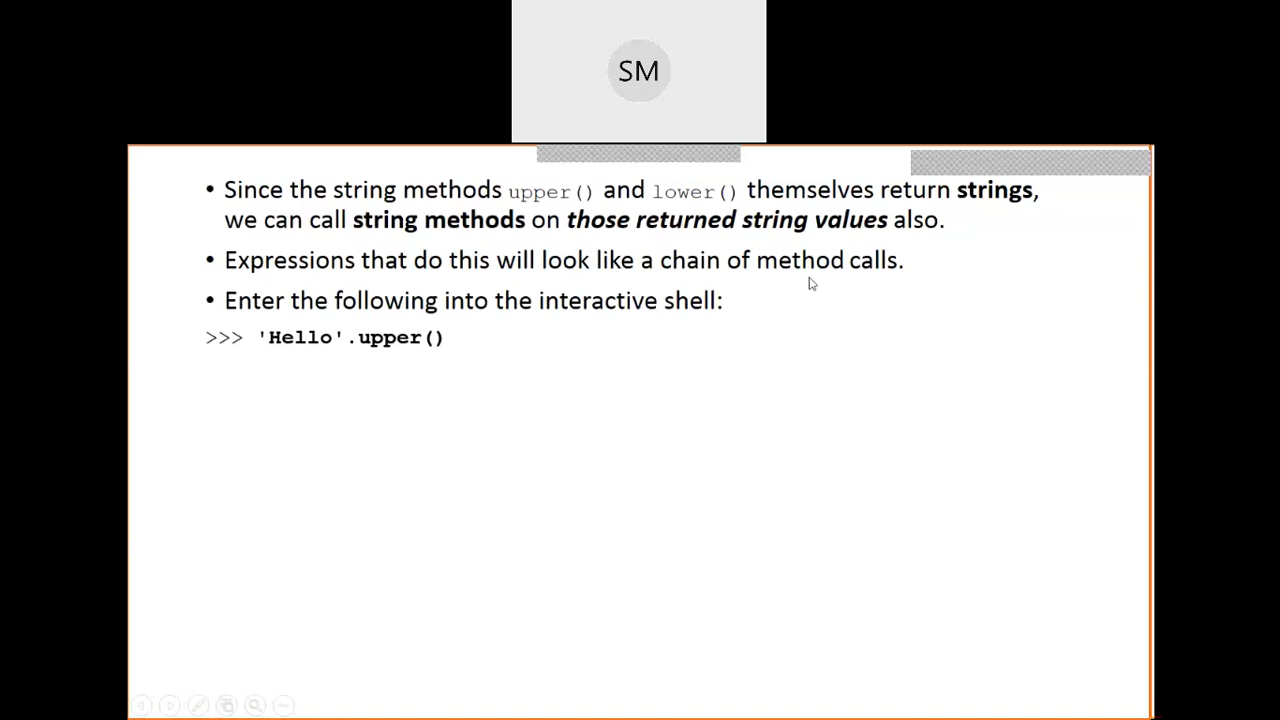 SM
• Since the string methods upper() and lower() themselves return strings,
we can call string methods on those returned string values also.
• Expressions that do this will look like a chain of method calls.
• Enter the following into the interactive shell:
>>> 'Hello'.upper()